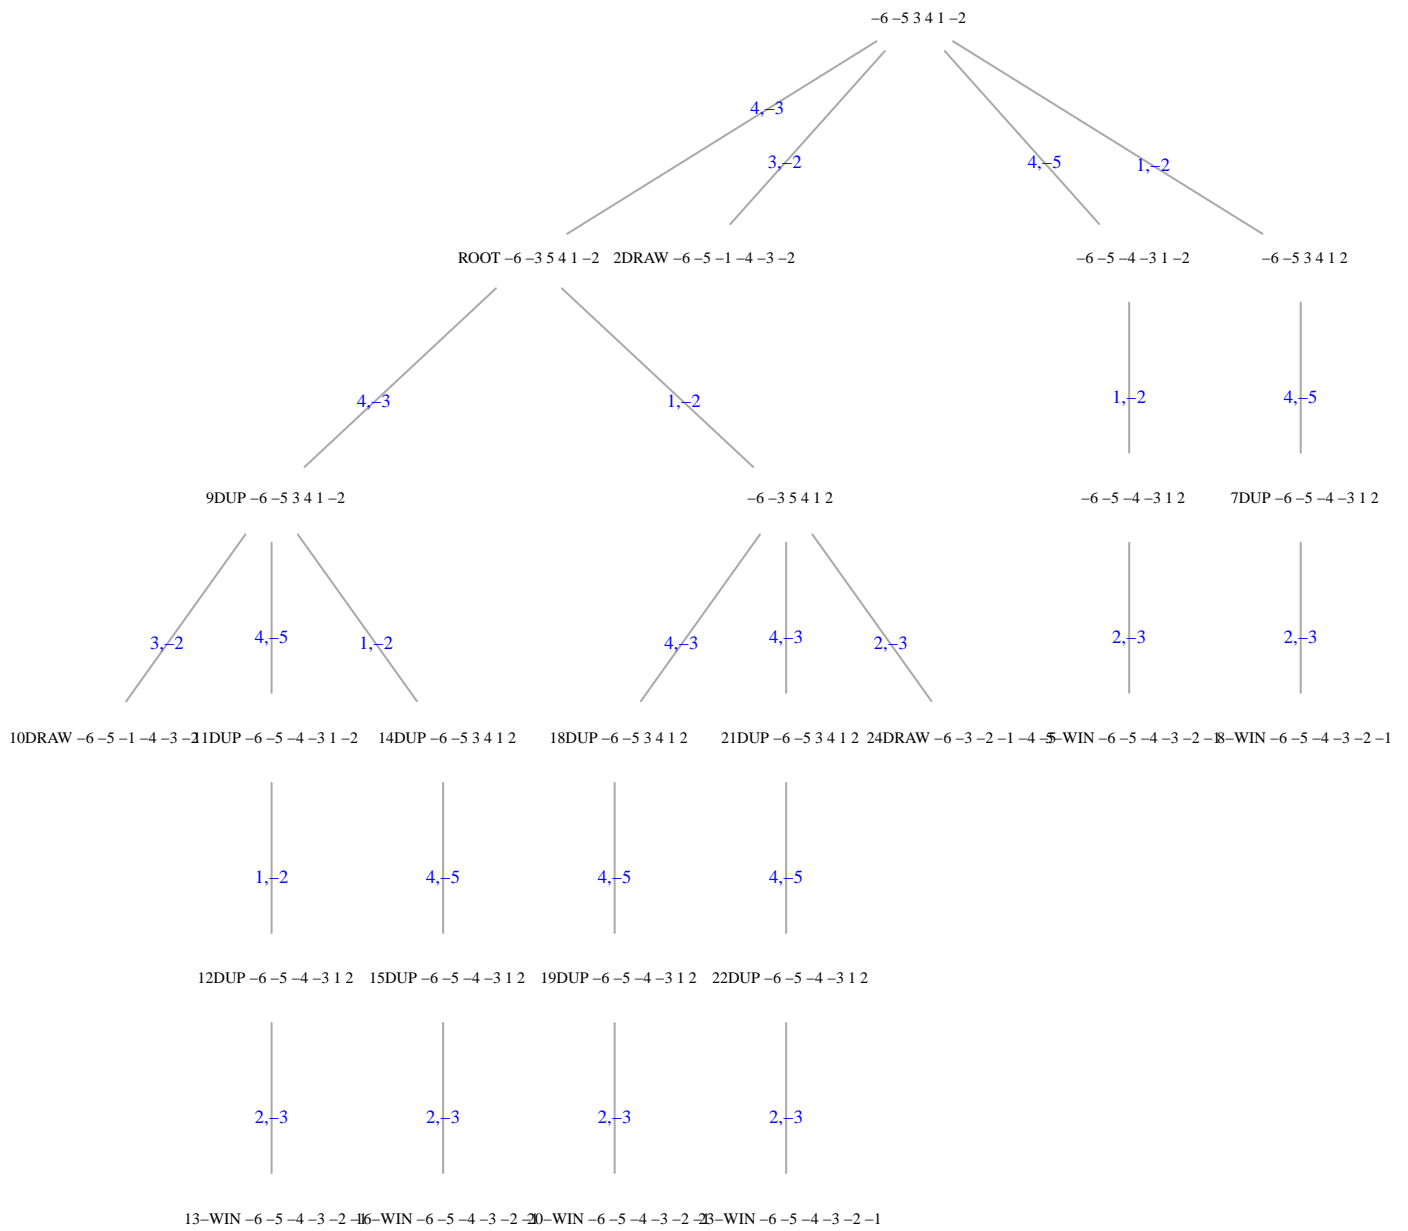 −6 −5 3 4 1 −2
4,−3
3,−2
4,−5
1,−2
ROOT −6 −3 5 4 1 −2
2DRAW −6 −5 −1 −4 −3 −2
−6 −5 −4 −3 1 −2
−6 −5 3 4 1 2
4,−3
1,−2
1,−2
4,−5
9DUP −6 −5 3 4 1 −2
−6 −3 5 4 1 2
−6 −5 −4 −3 1 2
7DUP −6 −5 −4 −3 1 2
3,−2
4,−5
1,−2
4,−3
4,−3
2,−3
2,−3
2,−3
10DRAW −6 −5 −1 −4 −3 −2
11DUP −6 −5 −4 −3 1 −2
14DUP −6 −5 3 4 1 2
18DUP −6 −5 3 4 1 2
21DUP −6 −5 3 4 1 2
24DRAW −6 −3 −2 −1 −4 −5
5−WIN −6 −5 −4 −3 −2 −1
8−WIN −6 −5 −4 −3 −2 −1
1,−2
4,−5
4,−5
4,−5
12DUP −6 −5 −4 −3 1 2
15DUP −6 −5 −4 −3 1 2
19DUP −6 −5 −4 −3 1 2
22DUP −6 −5 −4 −3 1 2
2,−3
2,−3
2,−3
2,−3
13−WIN −6 −5 −4 −3 −2 −1
16−WIN −6 −5 −4 −3 −2 −1
20−WIN −6 −5 −4 −3 −2 −1
23−WIN −6 −5 −4 −3 −2 −1